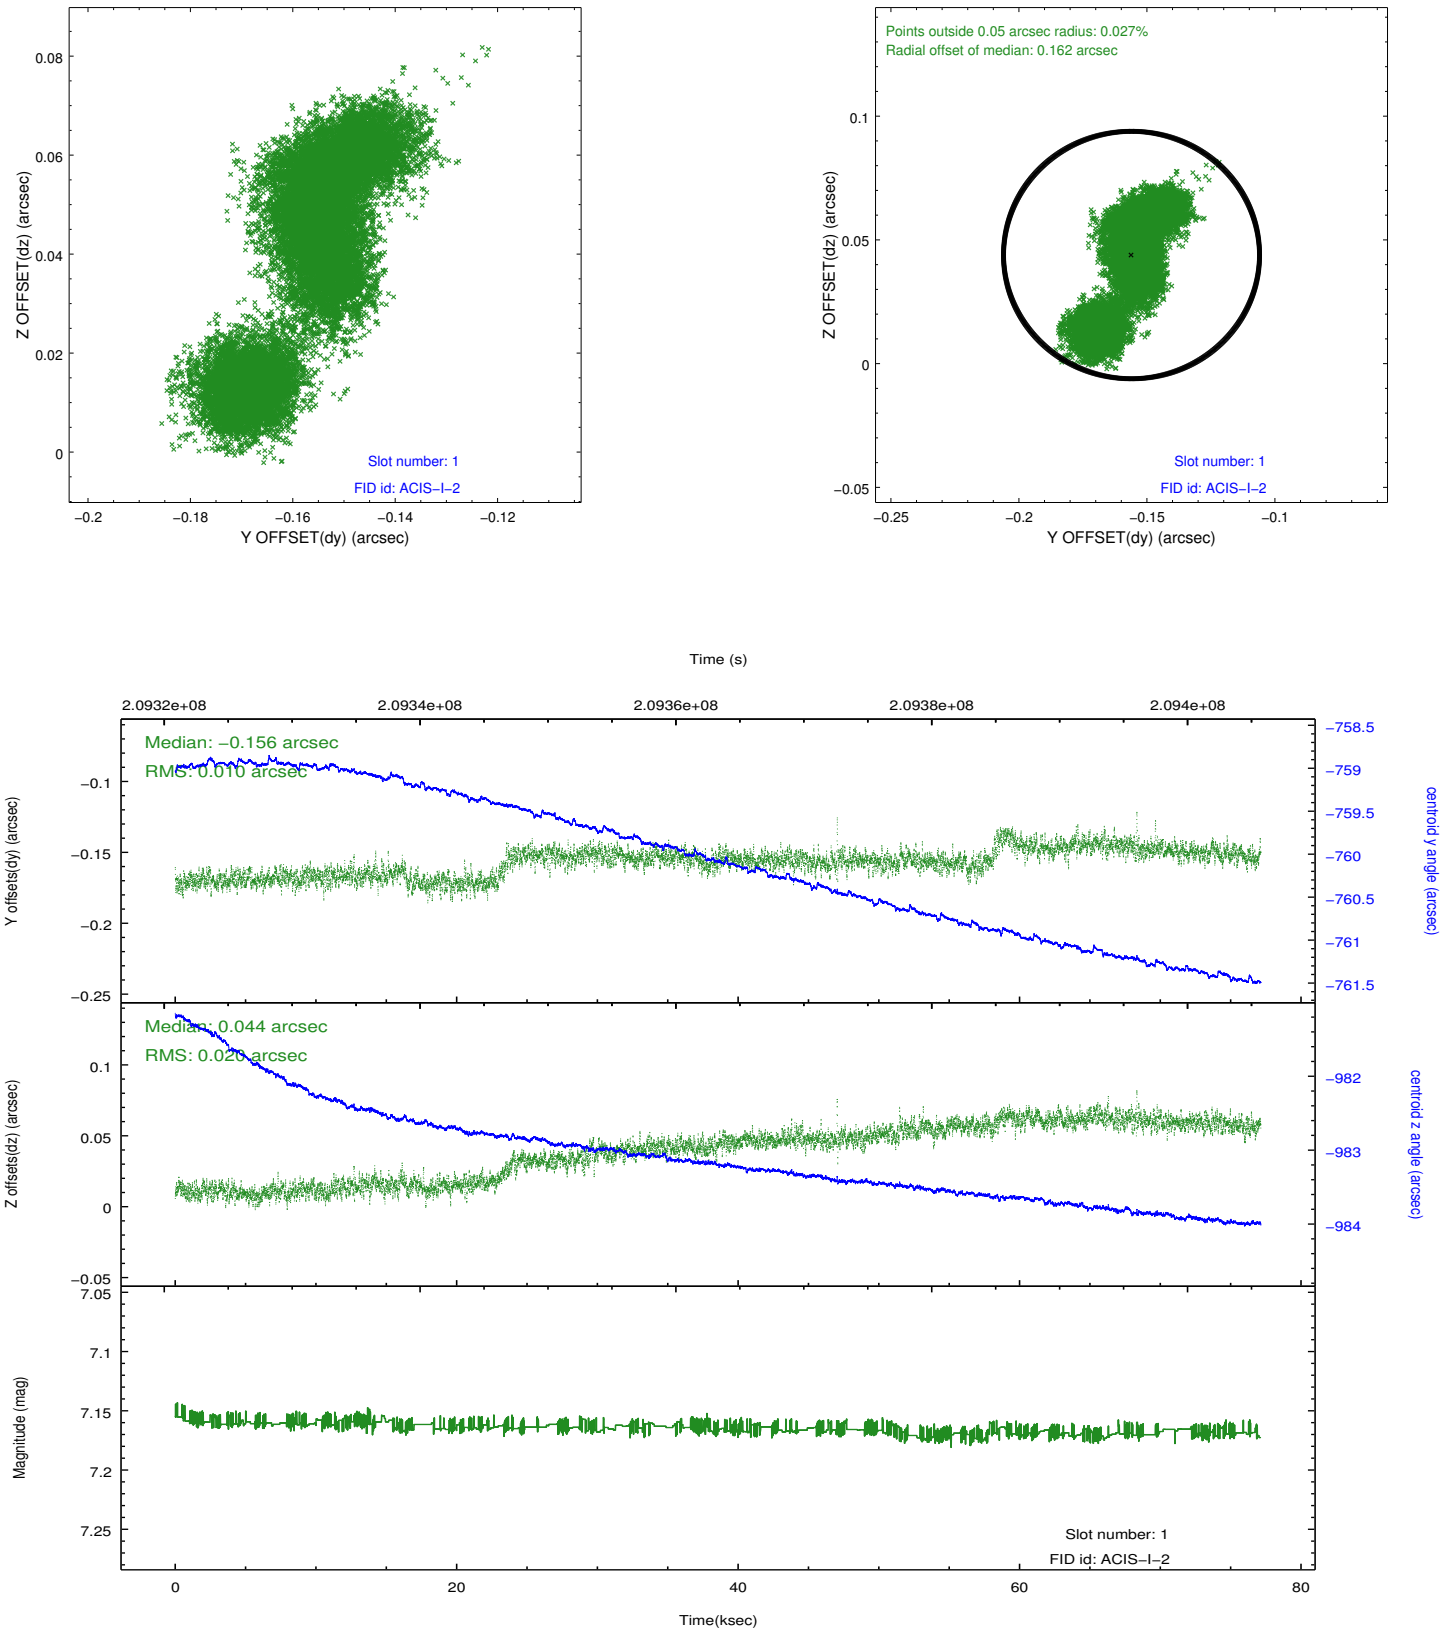 0.08
0.06
0.04
0.02
0
Z OFFSET(dz) (arcsec)
Slot number: 1
FID id: ACIS−I−2
−0.2 −0.18 −0.16 −0.14 −0.12
Y OFFSET(dy) (arcsec)
Points outside 0.05 arcsec radius: 0.027%
Radial offset of median: 0.162 arcsec
0.1
0.05
0
−0.05
Z OFFSET(dz) (arcsec)
Slot number: 1
FID id: ACIS−I−2
−0.25 −0.2 −0.15 −0.1
Y OFFSET(dy) (arcsec)
Time (s)
2.0932e+08 2.0934e+08 2.0936e+08 2.0938e+08 2.094e+08
Median: −0.156 arcsec
RMS: 0.010 arcsec
−0.1
−0.15
−0.2
−0.25
Y offsets(dy) (arcsec)
−758.5
−759
−759.5
−760
−760.5
−761
−761.5
centroid y angle (arcsec)
Median: 0.044 arcsec
RMS: 0.020 arcsec
0.1
0.05
0
−0.05
Z offsets(dz) (arcsec)
−982
−983
−984
centroid z angle (arcsec)
7.05
7.1
7.15
7.2
7.25
Magnitude (mag)
Slot number: 1
FID id: ACIS−I−2
0 20 40 60 80
Time(ksec)